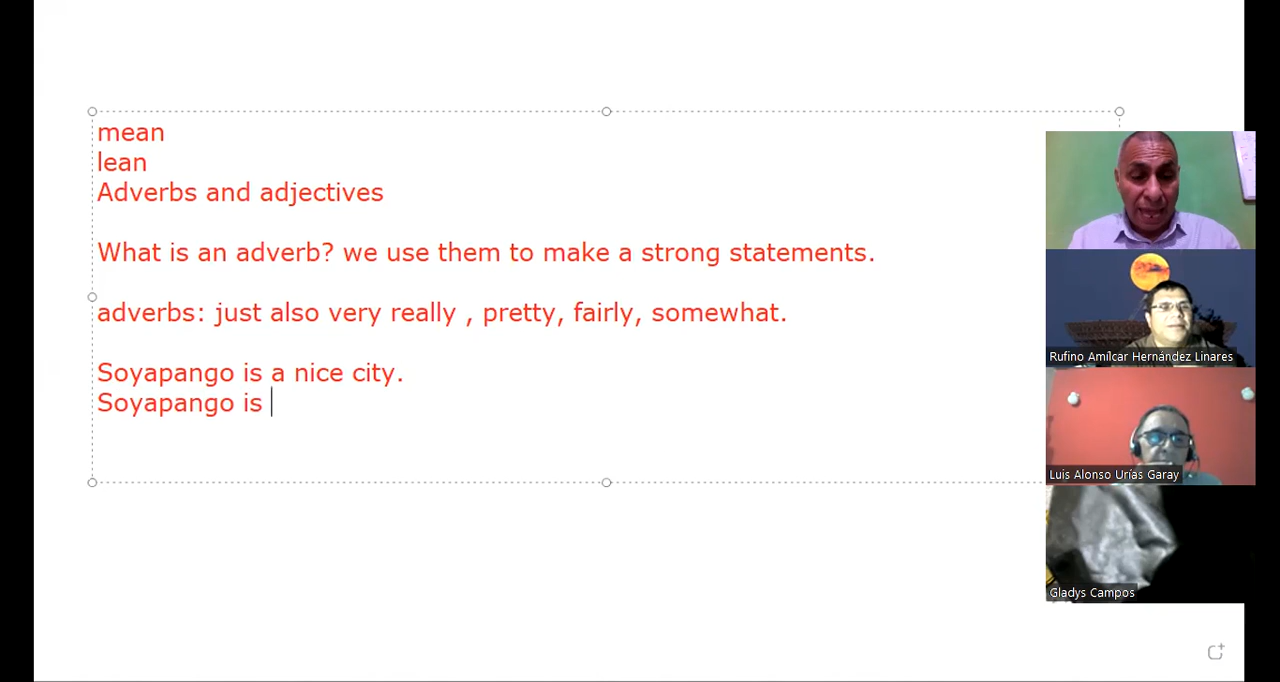 mean
lean
Adverbs and adjectives
What is an adverb? we use them to make a strong statements.
adverbs: just also very really , pretty, fairly, somewhat.
Soyapango is a nice city.
Soyapango is
Rufino Amílcar Hernández Linares
Luis Alonso Urías Garay
Gladys Campos